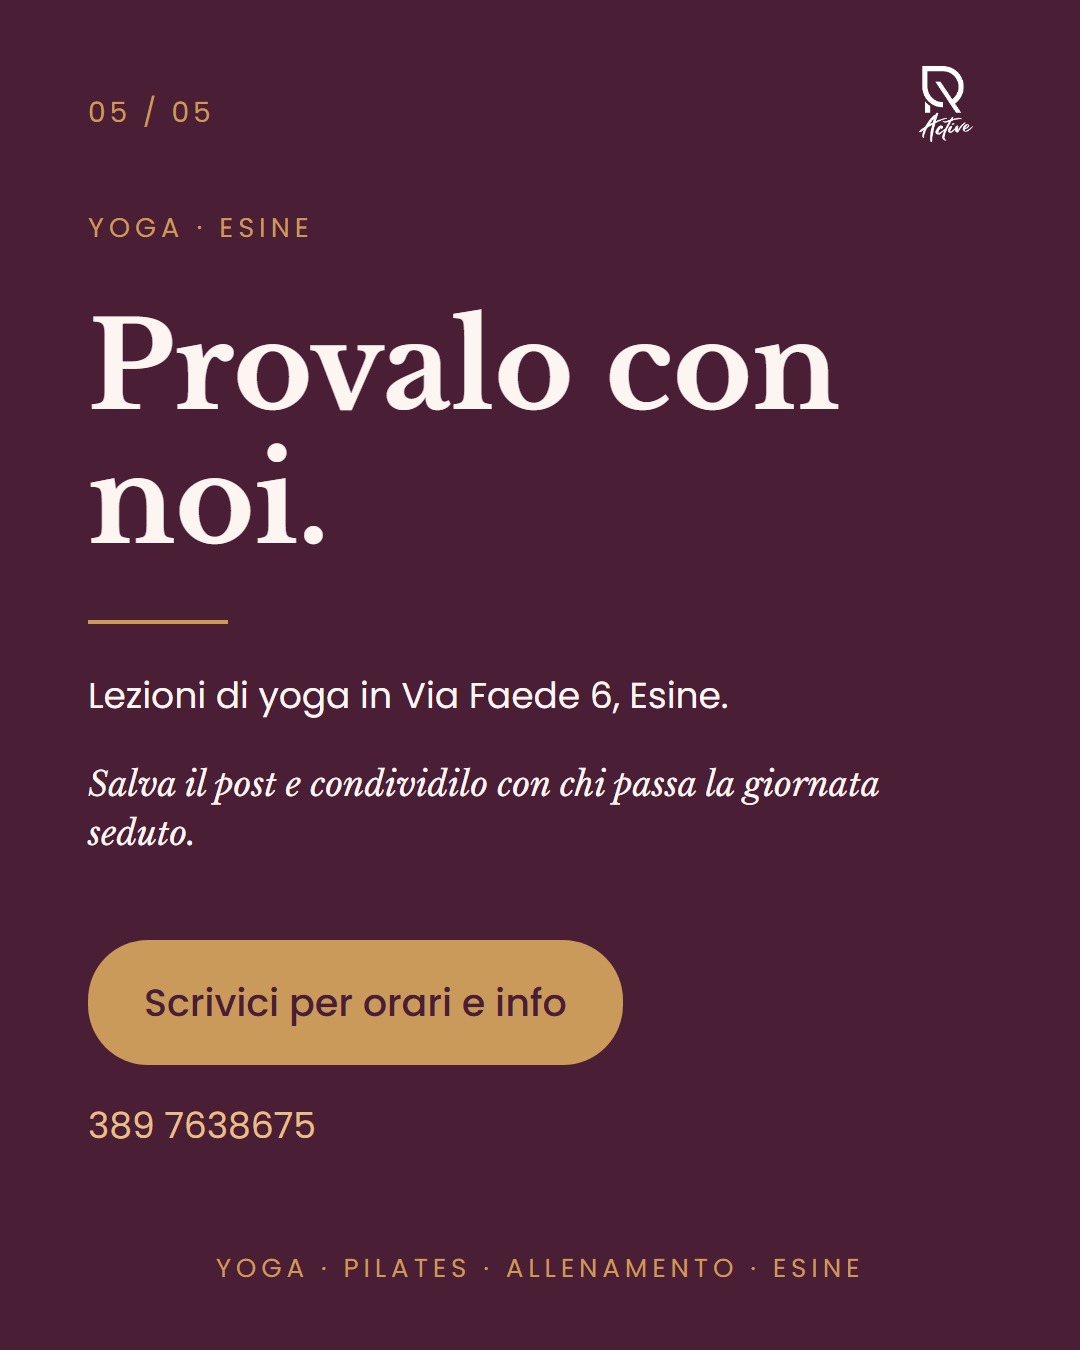 05 / 05
Active
YOGA · ESINE
Provalo con
noi.
Lezioni di yoga in Via Faede 6, Esine.
Salva il post e condividilo con chi passa la giornata
seduto.
Scrivici per orari e info
389 7638675
YOGA · PILATES · ALLENAMENTO · ESINE